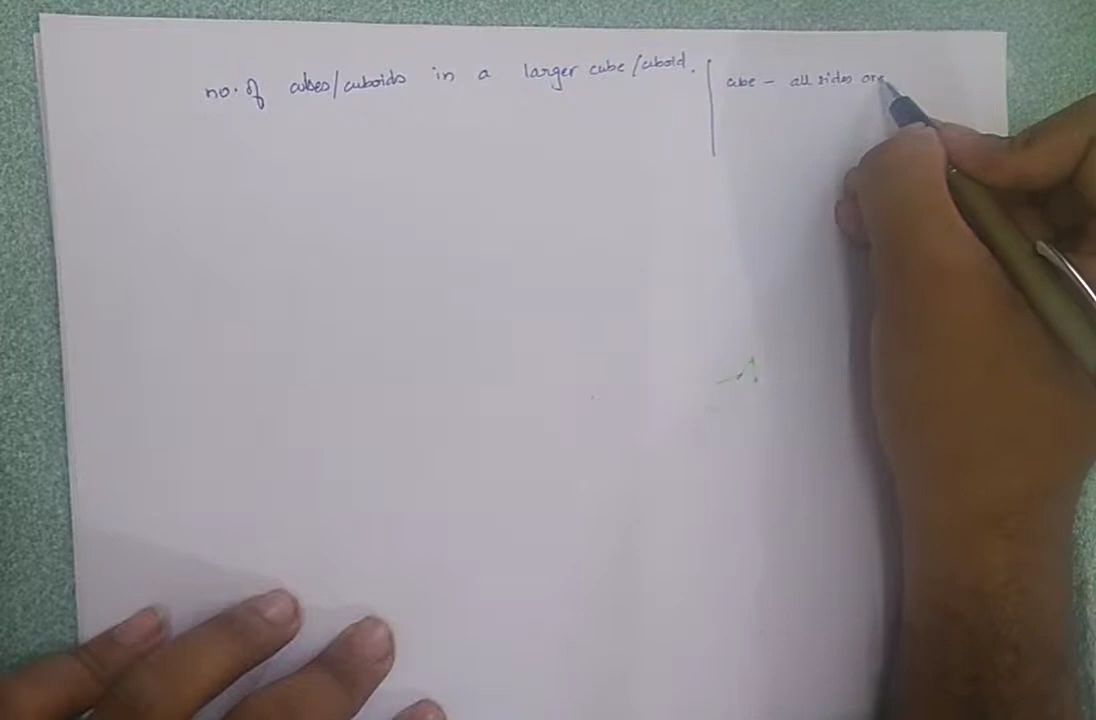 no. of cubes/cuboids in a larger cube/cuboid.
cube - all sides are